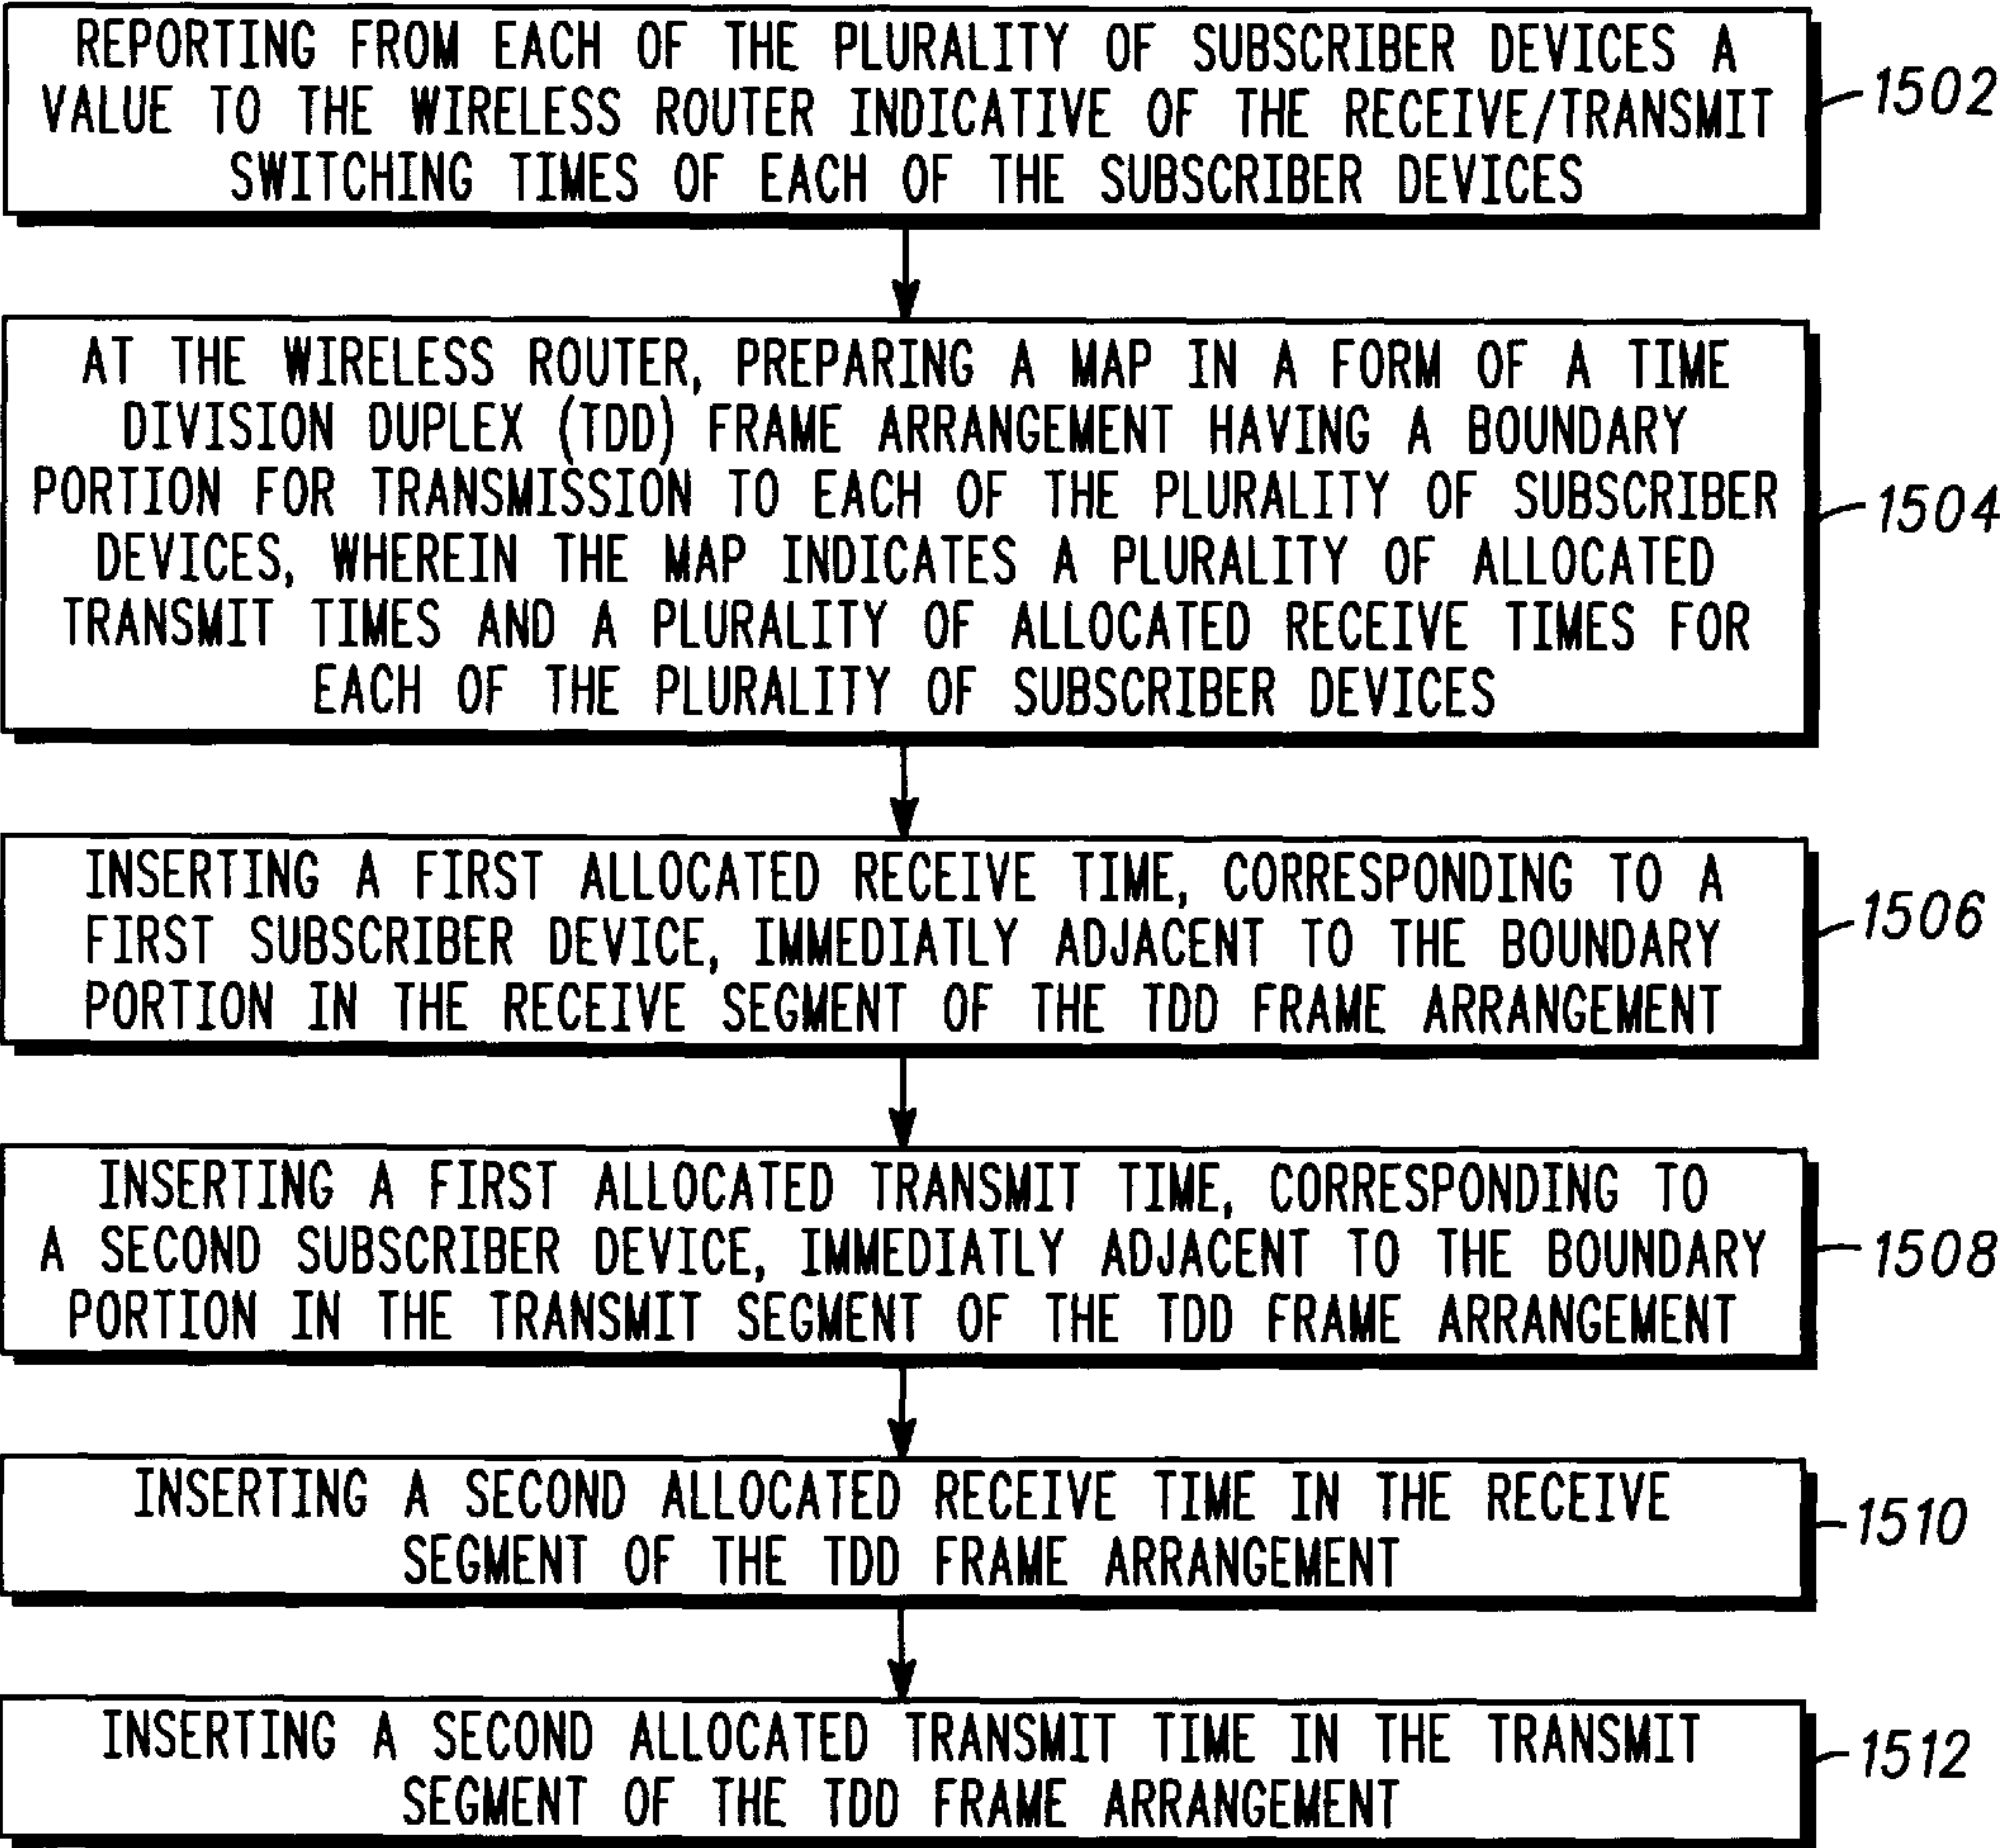 REPORTING FROM EACH OF THE PLURALITY OF SUBSCRIBER DEVICES A
VALUE TO THE WIRELESS ROUTER INDICATIVE OF THE RECEIVE/TRANSMIT
SWITCHING TIMES OF EACH OF THE SUBSCRIBER DEVICES
1502
AT THE WIRELESS ROUTER, PREPARING A MAP IN A FORM OF A TIME
DIVISION DUPLEX (TDD) FRAME ARRANGEMENT HAVING A BOUNDARY
PORTION FOR TRANSMISSION TO EACH OF THE PLURALITY OF SUBSCRIBER
DEVICES, WHEREIN THE MAP INDICATES A PLURALITY OF ALLOCATED
TRANSMIT TIMES AND A PLURALITY OF ALLOCATED RECEIVE TIMES FOR
EACH OF THE PLURALITY OF SUBSCRIBER DEVICES
1504
INSERTING A FIRST ALLOCATED RECEIVE TIME, CORRESPONDING TO A
FIRST SUBSCRIBER DEVICE, IMMEDIATLY ADJACENT TO THE BOUNDARY
PORTION IN THE RECEIVE SEGMENT OF THE TDD FRAME ARRANGEMENT
1506
INSERTING A FIRST ALLOCATED TRANSMIT TIME, CORRESPONDING TO
A SECOND SUBSCRIBER DEVICE, IMMEDIATLY ADJACENT TO THE BOUNDARY
PORTION IN THE TRANSMIT SEGMENT OF THE TDD FRAME ARRANGEMENT
1508
INSERTING A SECOND ALLOCATED RECEIVE TIME IN THE RECEIVE
SEGMENT OF THE TDD FRAME ARRANGEMENT
1510
INSERTING A SECOND ALLOCATED TRANSMIT TIME IN THE TRANSMIT
SEGMENT OF THE TDD FRAME ARRANGEMENT
1512